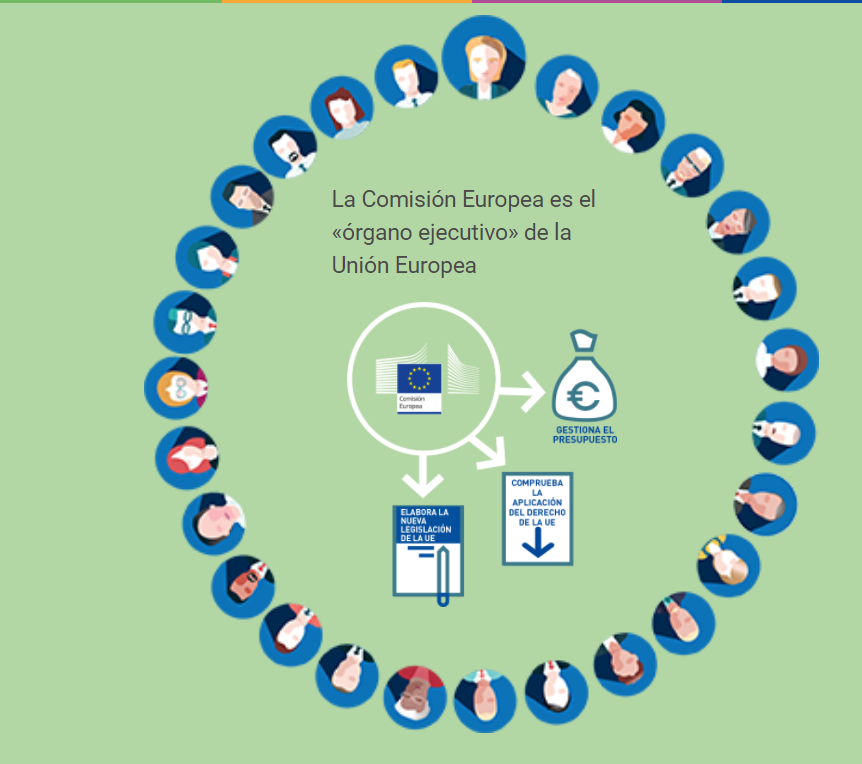 La Comisión Europea es el
«órgano ejecutivo» de la
Unión Europea
Comisión
Europea
GESTIONA EL
PRESUPUESTO
COMPRUEBA
LA
APLICACIÓN
DEL DERECHO
DE LA UE
ELABORA LA
NUEVA
LEGISLACIÓN
DE LA UE